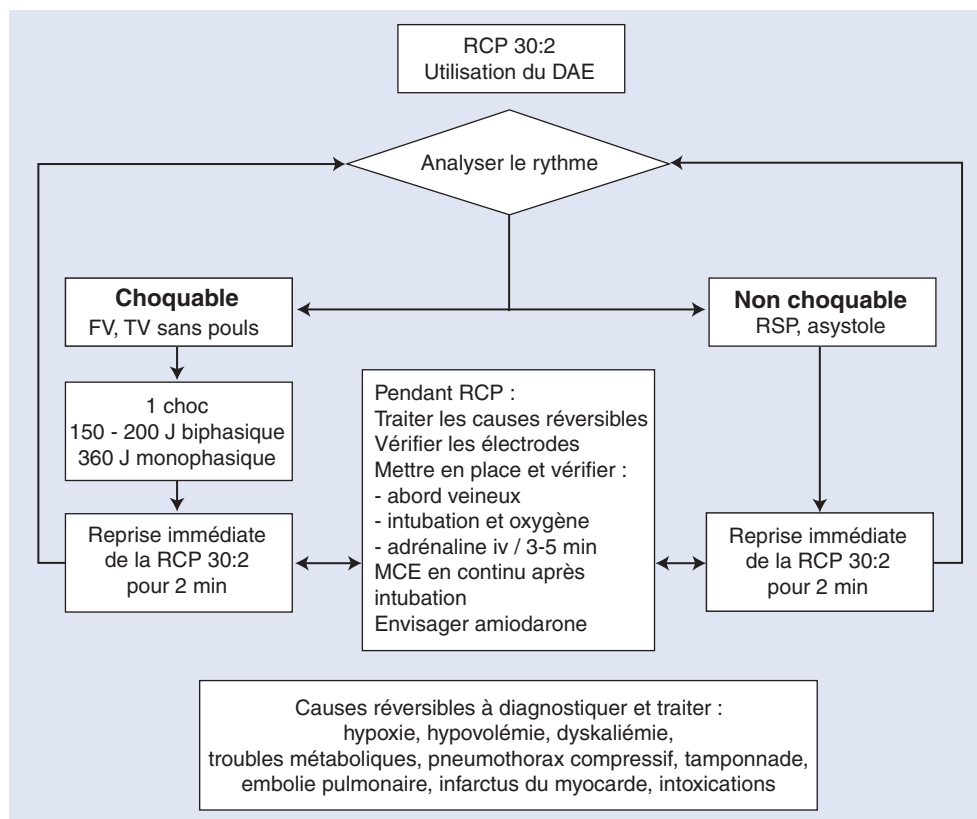 RCP 30:2
Utilisation du DAE
Analyser le rythme
Choquable
FV, TV sans pouls
Non choquable
RSP, asystole
1 choc
150 - 200 J biphasique
360 J monophasique
Pendant RCP :
Traiter les causes réversibles
Vérifier les électrodes
Mettre en place et vérifier :
- abord veineux
- intubation et oxygène
- adrénaline iv / 3-5 min
MCE en continu après
intubation
Envisager amiodarone
Reprise immédiate
de la RCP 30:2
pour 2 min
Reprise immédiate
de la RCP 30:2
pour 2 min
Causes réversibles à diagnostiquer et traiter :
hypoxie, hypovolémie, dyskaliémie,
troubles métaboliques, pneumothorax compressif, tamponnade,
embolie pulmonaire, infarctus du myocarde, intoxications